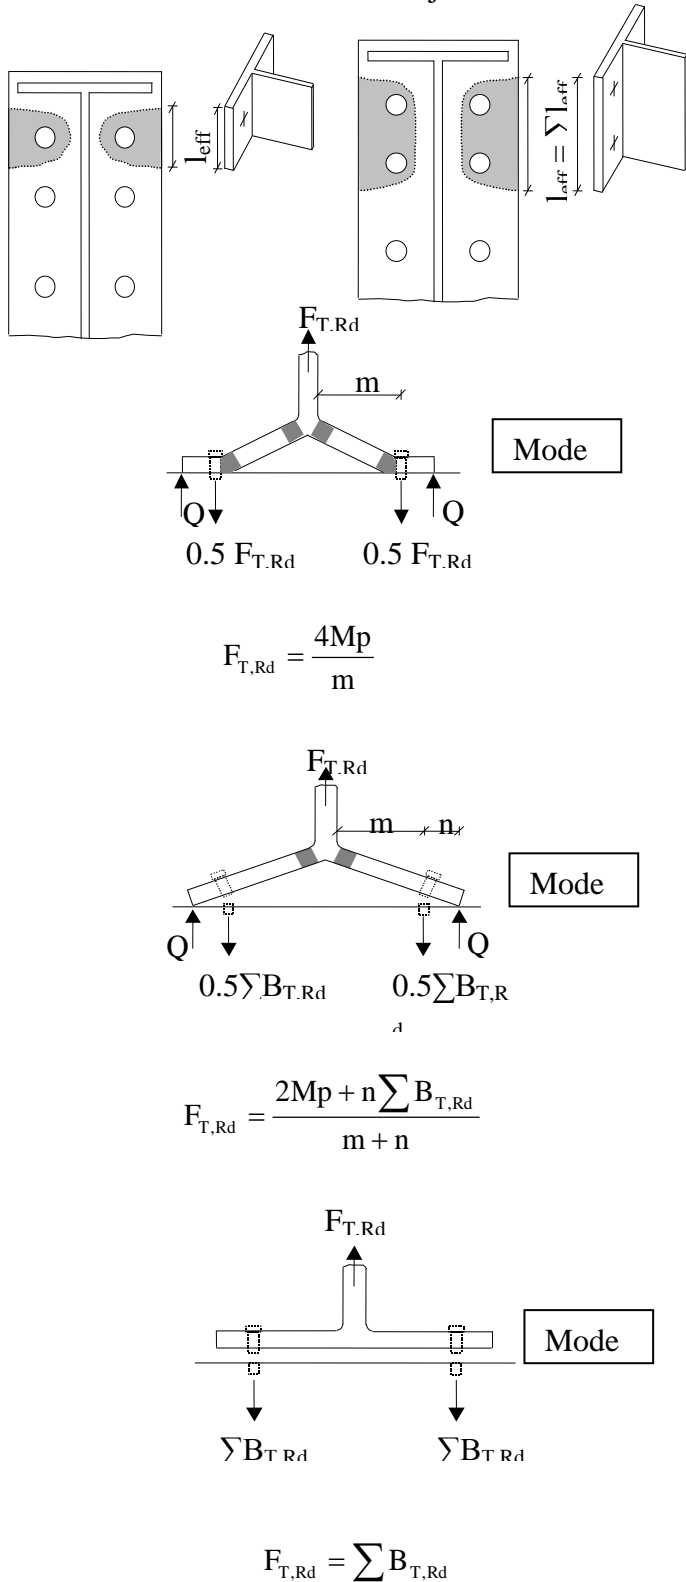 l_eff
l_eff = ∑l_eff
F_T,Rd
m
Mode
Q
Q
0.5 F_T,Rd
0.5 F_T,Rd
F_T,Rd = 4Mp / m
F_T,Rd
m
n
Mode
Q
Q
0.5∑B_T,Rd
0.5∑B_T,R
d
F_T,Rd = (2Mp + n∑B_T,Rd) / (m + n)
F_T,Rd
Mode
∑B_T,Rd
∑B_T,Rd
F_T,Rd = ∑B_T,Rd